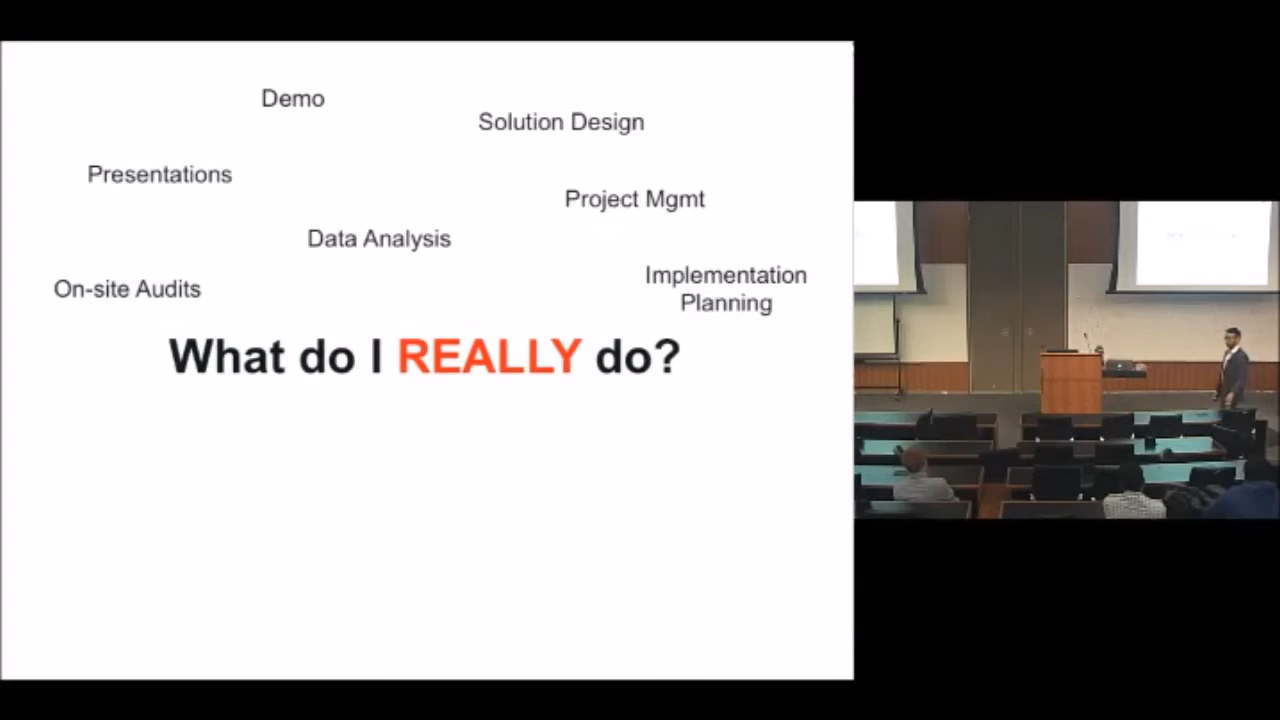 Demo
Solution Design
Presentations
Project Mgmt
Data Analysis
Implementation
Planning
On-site Audits
What do I REALLY do?